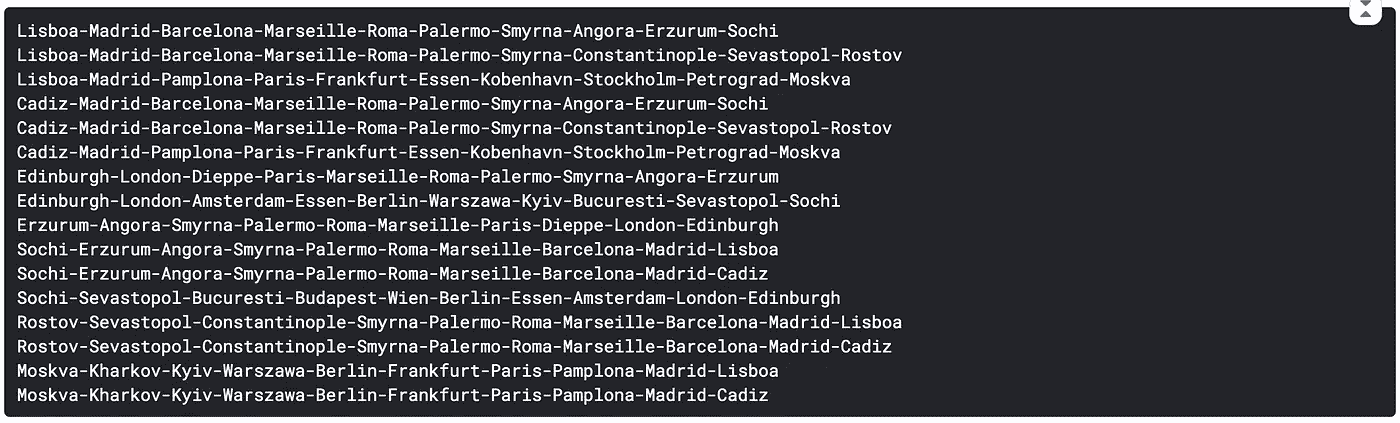 Lisboa-Madrid-Barcelona-Marseille-Roma-Palermo-Smyrna-Angora-Erzurum-Sochi
Lisboa-Madrid-Barcelona-Marseille-Roma-Palermo-Smyrna-Constantinople-Sevastopol-Rostov
Lisboa-Madrid-Pamplona-Paris-Frankfurt-Essen-Kobenhavn-Stockholm-Petrograd-Moskva
Cadiz-Madrid-Barcelona-Marseille-Roma-Palermo-Smyrna-Angora-Erzurum-Sochi
Cadiz-Madrid-Barcelona-Marseille-Roma-Palermo-Smyrna-Constantinople-Sevastopol-Rostov
Cadiz-Madrid-Pamplona-Paris-Frankfurt-Essen-Kobenhavn-Stockholm-Petrograd-Moskva
Edinburgh-London-Dieppe-Paris-Marseille-Roma-Palermo-Smyrna-Angora-Erzurum
Edinburgh-London-Amsterdam-Essen-Berlin-Warszawa-Kyiv-Bucuresti-Sevastopol-Sochi
Erzurum-Angora-Smyrna-Palermo-Roma-Marseille-Paris-Dieppe-London-Edinburgh
Sochi-Erzurum-Angora-Smyrna-Palermo-Roma-Marseille-Barcelona-Madrid-Lisboa
Sochi-Erzurum-Angora-Smyrna-Palermo-Roma-Marseille-Barcelona-Madrid-Cadiz
Sochi-Sevastopol-Bucuresti-Budapest-Wien-Berlin-Essen-Amsterdam-London-Edinburgh
Rostov-Sevastopol-Constantinople-Smyrna-Palermo-Roma-Marseille-Barcelona-Madrid-Lisboa
Rostov-Sevastopol-Constantinople-Smyrna-Palermo-Roma-Marseille-Barcelona-Madrid-Cadiz
Moskva-Kharkov-Kyiv-Warszawa-Berlin-Frankfurt-Paris-Pamplona-Madrid-Lisboa
Moskva-Kharkov-Kyiv-Warszawa-Berlin-Frankfurt-Paris-Pamplona-Madrid-Cadiz